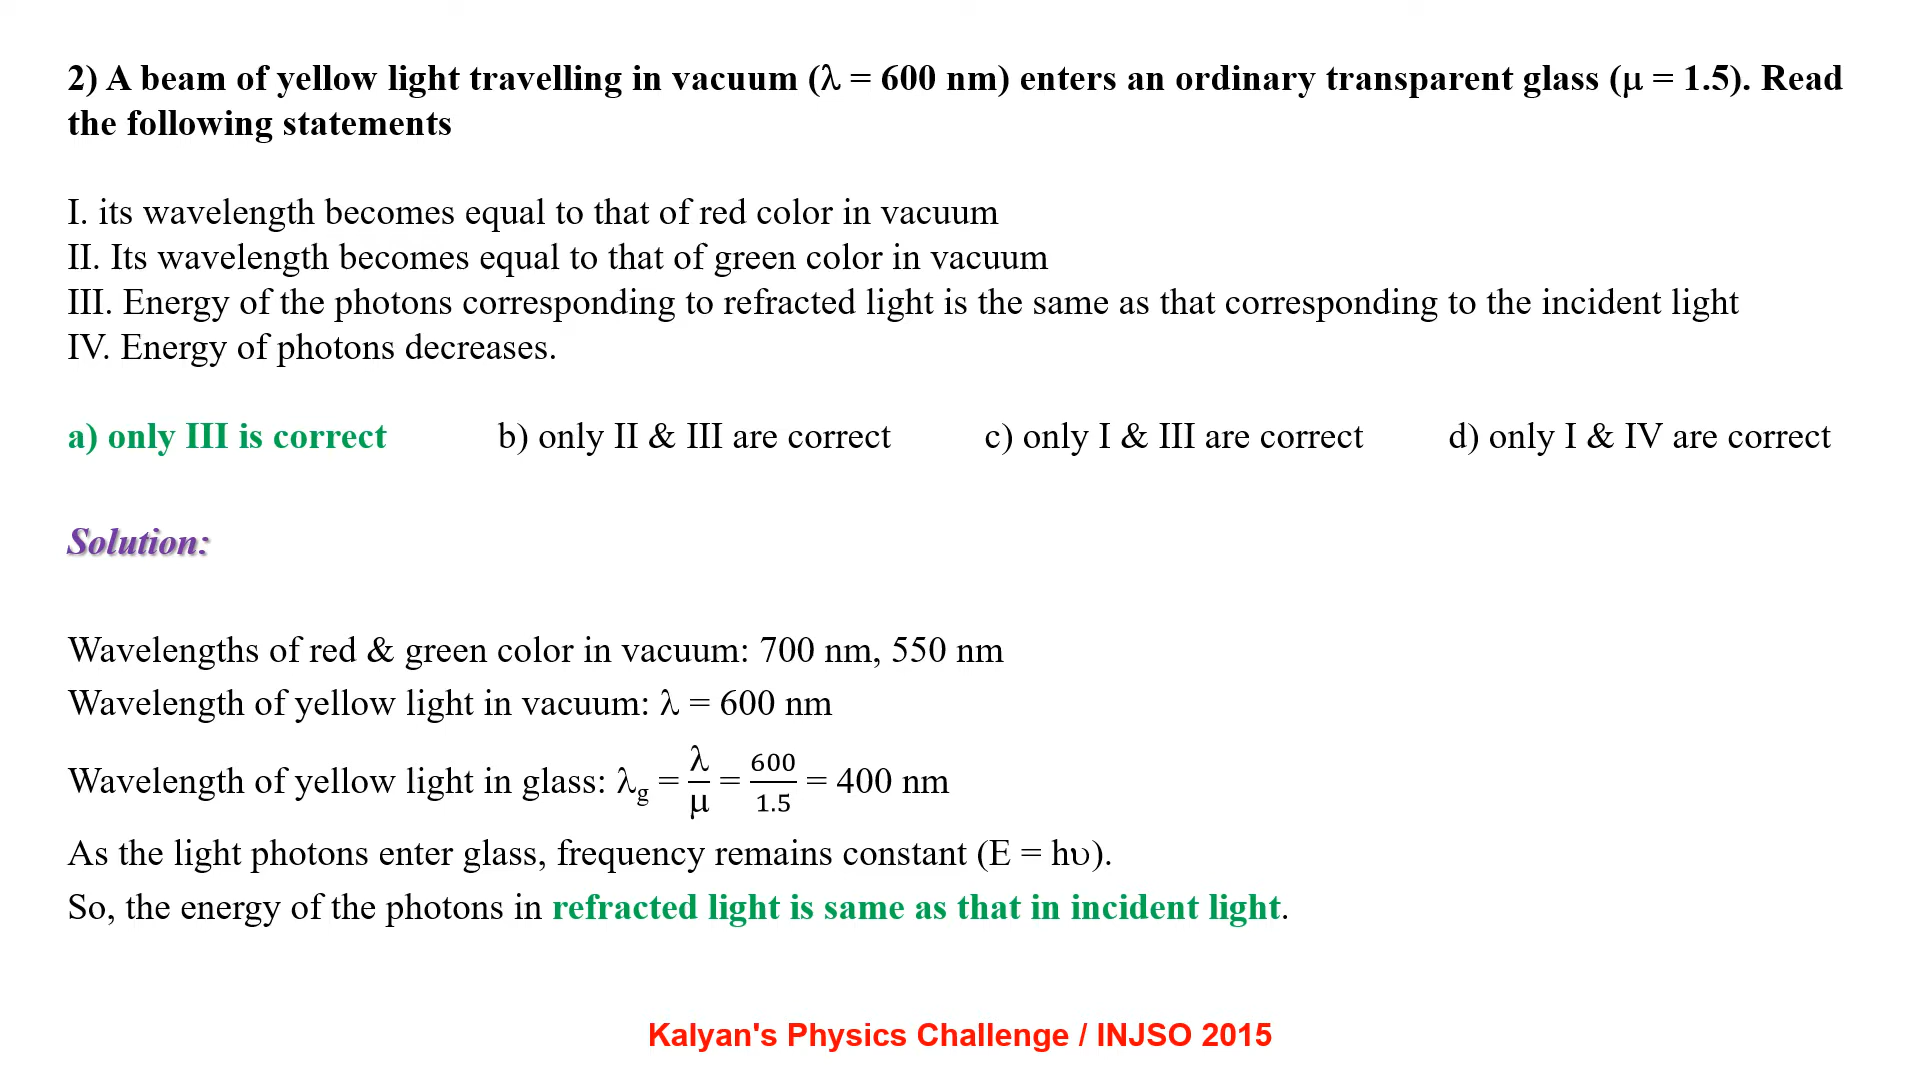 2) A beam of yellow light travelling in vacuum (λ = 600 nm) enters an ordinary transparent glass (μ = 1.5). Read
the following statements
I. its wavelength becomes equal to that of red color in vacuum
II. Its wavelength becomes equal to that of green color in vacuum
III. Energy of the photons corresponding to refracted light is the same as that corresponding to the incident light
IV. Energy of photons decreases.
a) only III is correct b) only II & III are correct c) only I & III are correct d) only I & IV are correct
Solution:
Wavelengths of red & green color in vacuum: 700 nm, 550 nm
Wavelength of yellow light in vacuum: λ = 600 nm
Wavelength of yellow light in glass: λg = λ/μ = 600/1.5 = 400 nm
As the light photons enter glass, frequency remains constant (E = hυ).
So, the energy of the photons in refracted light is same as that in incident light.
Kalyan's Physics Challenge / INJSO 2015